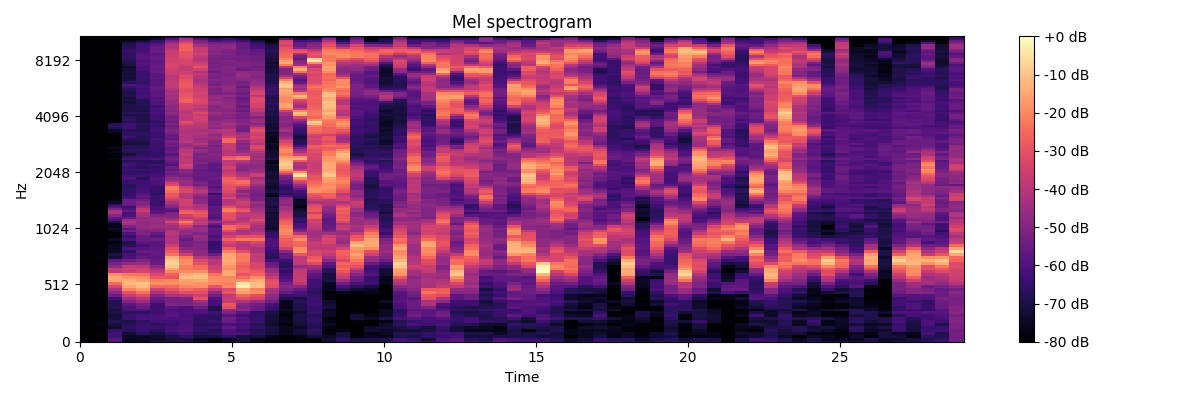 Mel spectrogram
+0 dB
8192
-10 dB
4096
-20 dB
-30 dB
Hz
2048
-40 dB
1024
-50 dB
-60 dB
512
-70 dB
0
-80 dB
0 5 10 15 20 25
Time